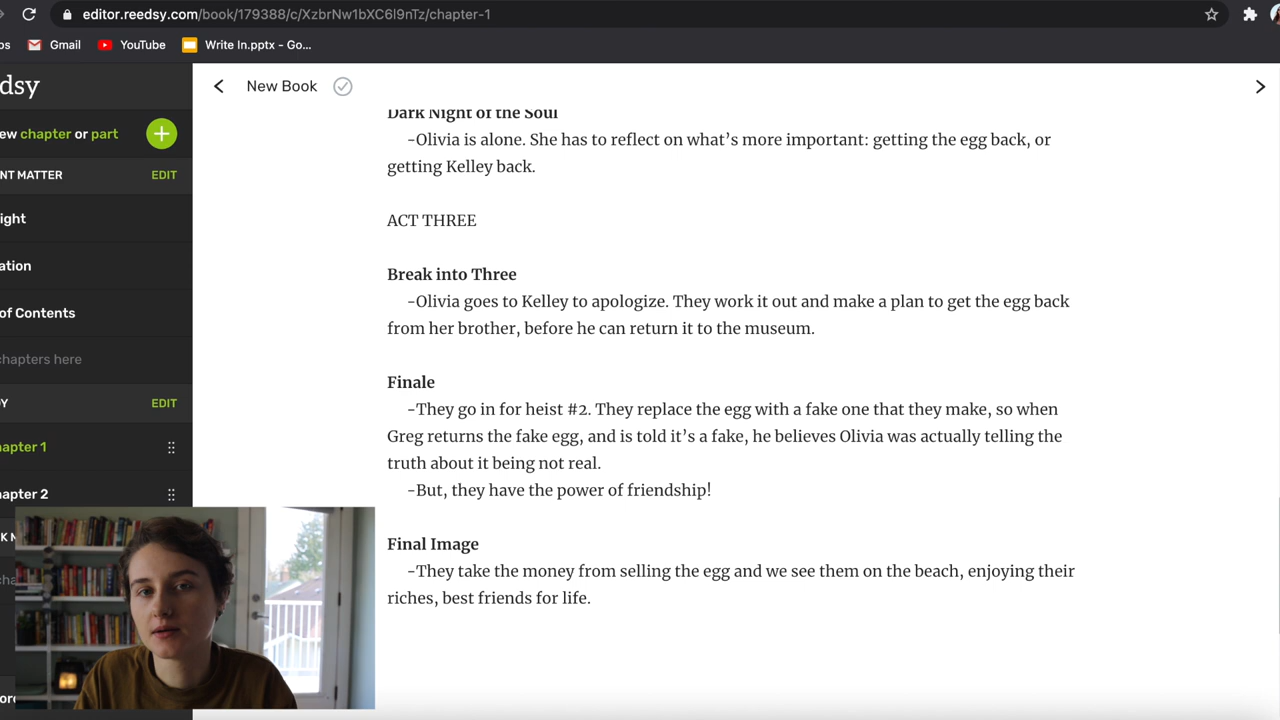 editor.reedsy.com/book/179388/c/XzbrNw1bXC6l9nTz/chapter-1
ps Gmail YouTube Write In.pptx - Go...
dsy
New Book
ew chapter or part
NT MATTER EDIT
ight
ation
of Contents
chapters here
Y EDIT
apter 1
apter 2
K M
cha
ord
Dark Night of the Soul
-Olivia is alone. She has to reflect on what’s more important: getting the egg back, or
getting Kelley back.
ACT THREE
Break into Three
-Olivia goes to Kelley to apologize. They work it out and make a plan to get the egg back
from her brother, before he can return it to the museum.
Finale
-They go in for heist #2. They replace the egg with a fake one that they make, so when
Greg returns the fake egg, and is told it’s a fake, he believes Olivia was actually telling the
truth about it being not real.
-But, they have the power of friendship!
Final Image
-They take the money from selling the egg and we see them on the beach, enjoying their
riches, best friends for life.